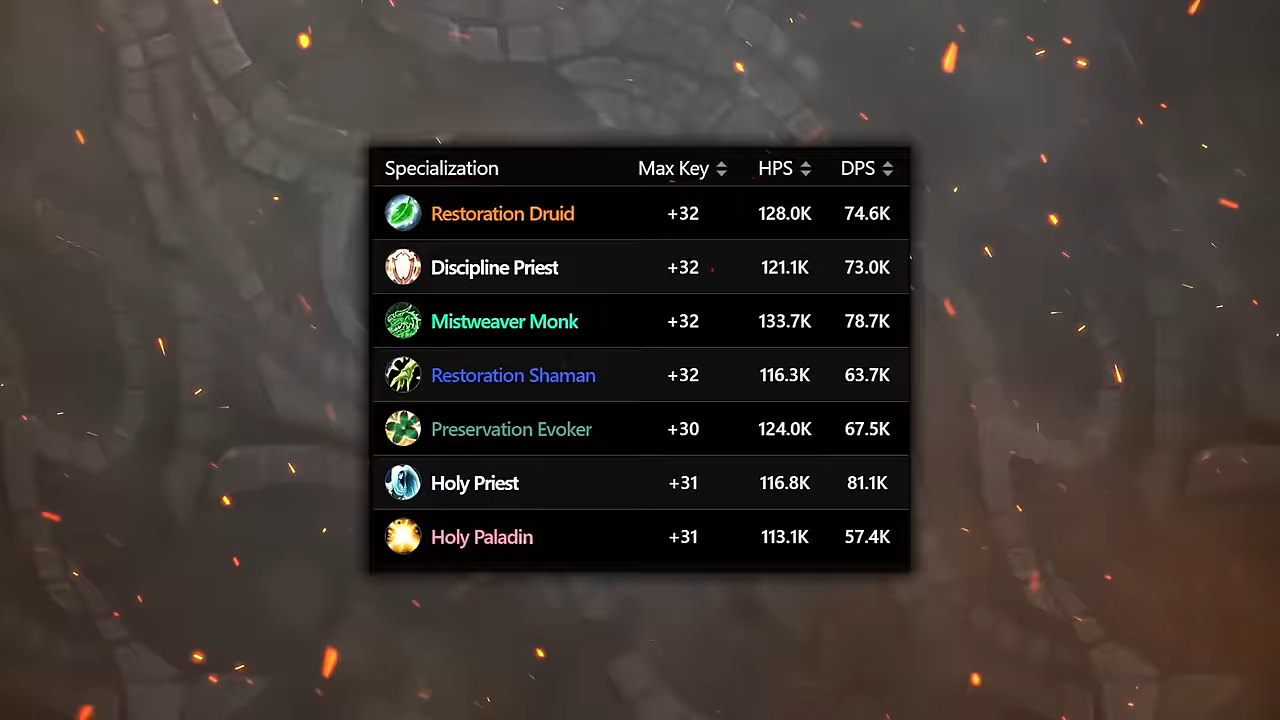 Specialization Max Key HPS DPS
Restoration Druid +32 128.0K 74.6K
Discipline Priest +32 121.1K 73.0K
Mistweaver Monk +32 133.7K 78.7K
Restoration Shaman +32 116.3K 63.7K
Preservation Evoker +30 124.0K 67.5K
Holy Priest +31 116.8K 81.1K
Holy Paladin +31 113.1K 57.4K